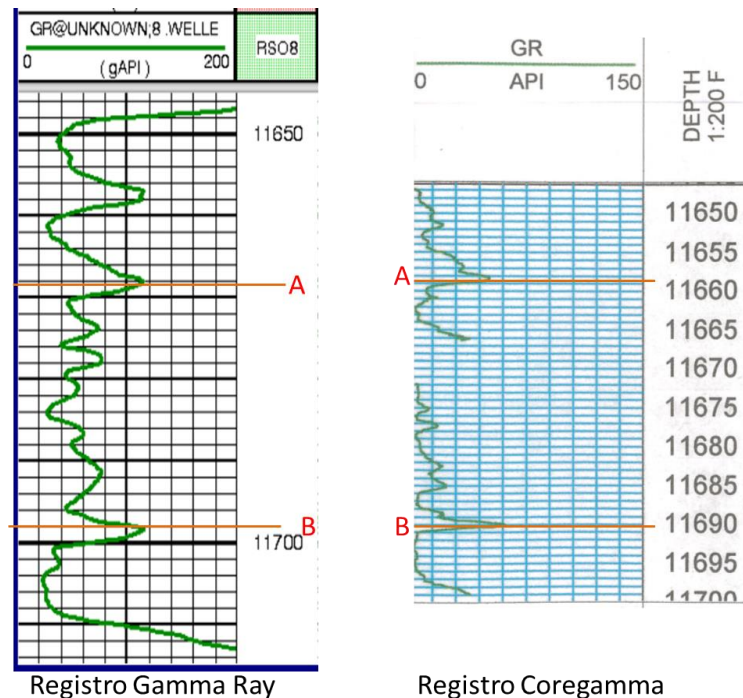 GR@UNKNOWN;8 .WELLE
0 (gAPI) 200
RSO8
11650
A
B
11700
Registro Gamma Ray
GR
0 API 150
DEPTH
1:200 F
11650
11655
A
11660
11665
11670
11675
11680
11685
B
11690
11695
11700
Registro Coregamma